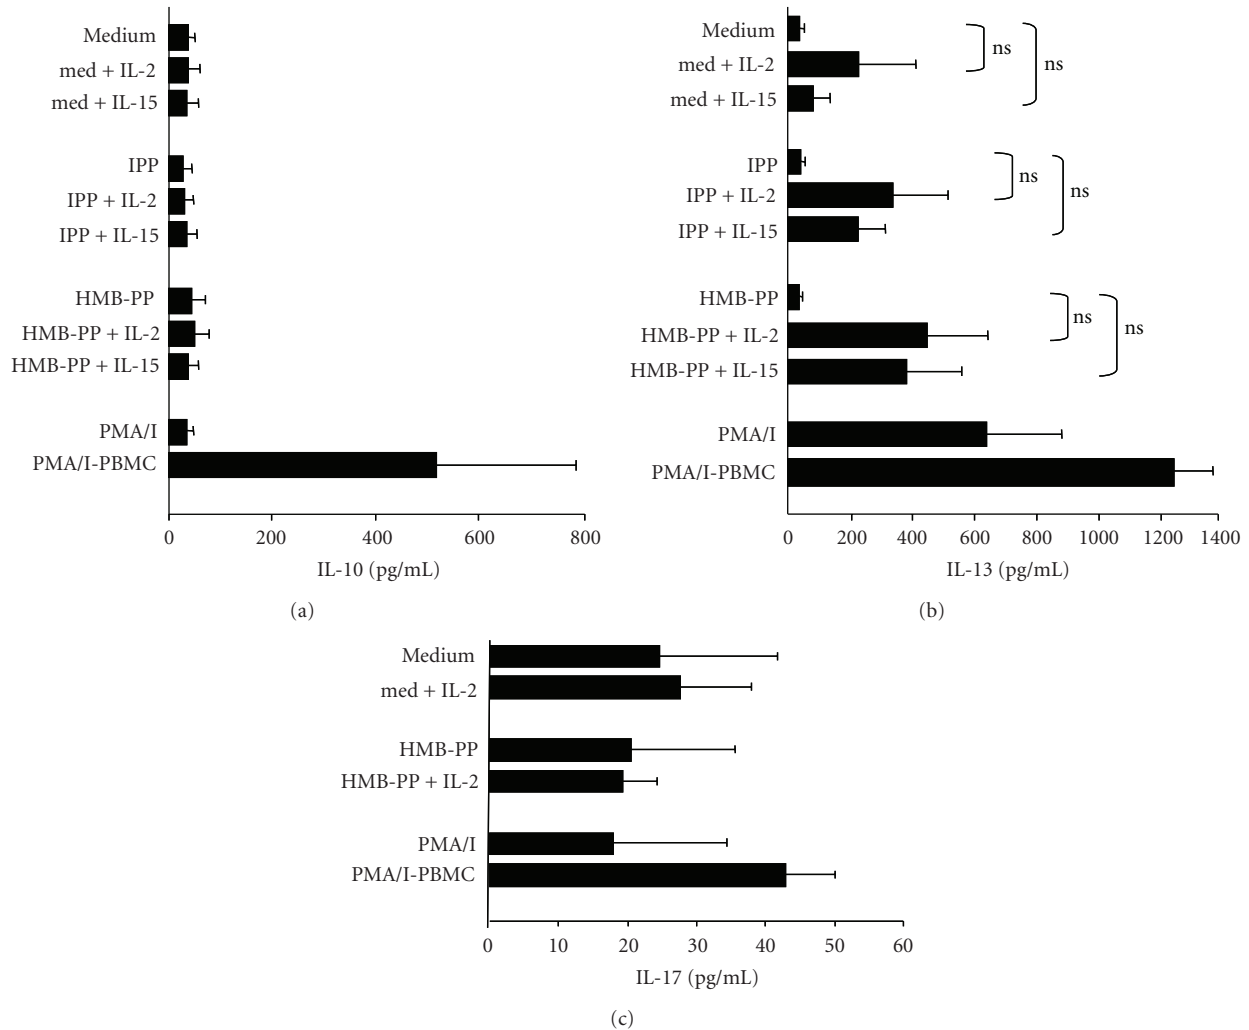 Medium
med + IL-2
med + IL-15
IPP
IPP + IL-2
IPP + IL-15
HMB-PP
HMB-PP + IL-2
HMB-PP + IL-15
PMA/I
PMA/I-PBMC
0 200 400 600 800
IL-10 (pg/mL)
(a)
Medium
med + IL-2
med + IL-15
ns
ns
IPP
IPP + IL-2
IPP + IL-15
ns
ns
HMB-PP
HMB-PP + IL-2
HMB-PP + IL-15
ns
ns
PMA/I
PMA/I-PBMC
0 200 400 600 800 1000 1200 1400
IL-13 (pg/mL)
(b)
Medium
med + IL-2
HMB-PP
HMB-PP + IL-2
PMA/I
PMA/I-PBMC
0 10 20 30 40 50 60
IL-17 (pg/mL)
(c)